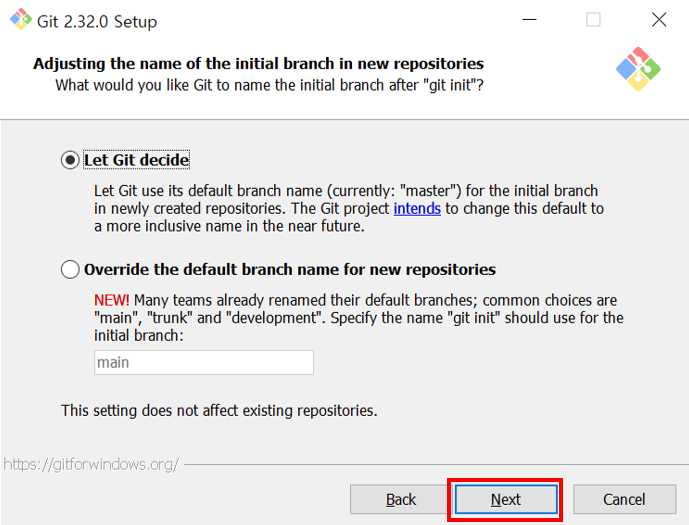 Git 2.32.0 Setup
Adjusting the name of the initial branch in new repositories
What would you like Git to name the initial branch after "git init"?
Let Git decide
Let Git use its default branch name (currently: "master") for the initial branch
in newly created repositories. The Git project intends to change this default to
a more inclusive name in the near future.
Override the default branch name for new repositories
NEW! Many teams already renamed their default branches; common choices are
"main", "trunk" and "development". Specify the name "git init" should use for the
initial branch:
main
This setting does not affect existing repositories.
https://gitforwindows.org/
Back
Next
Cancel